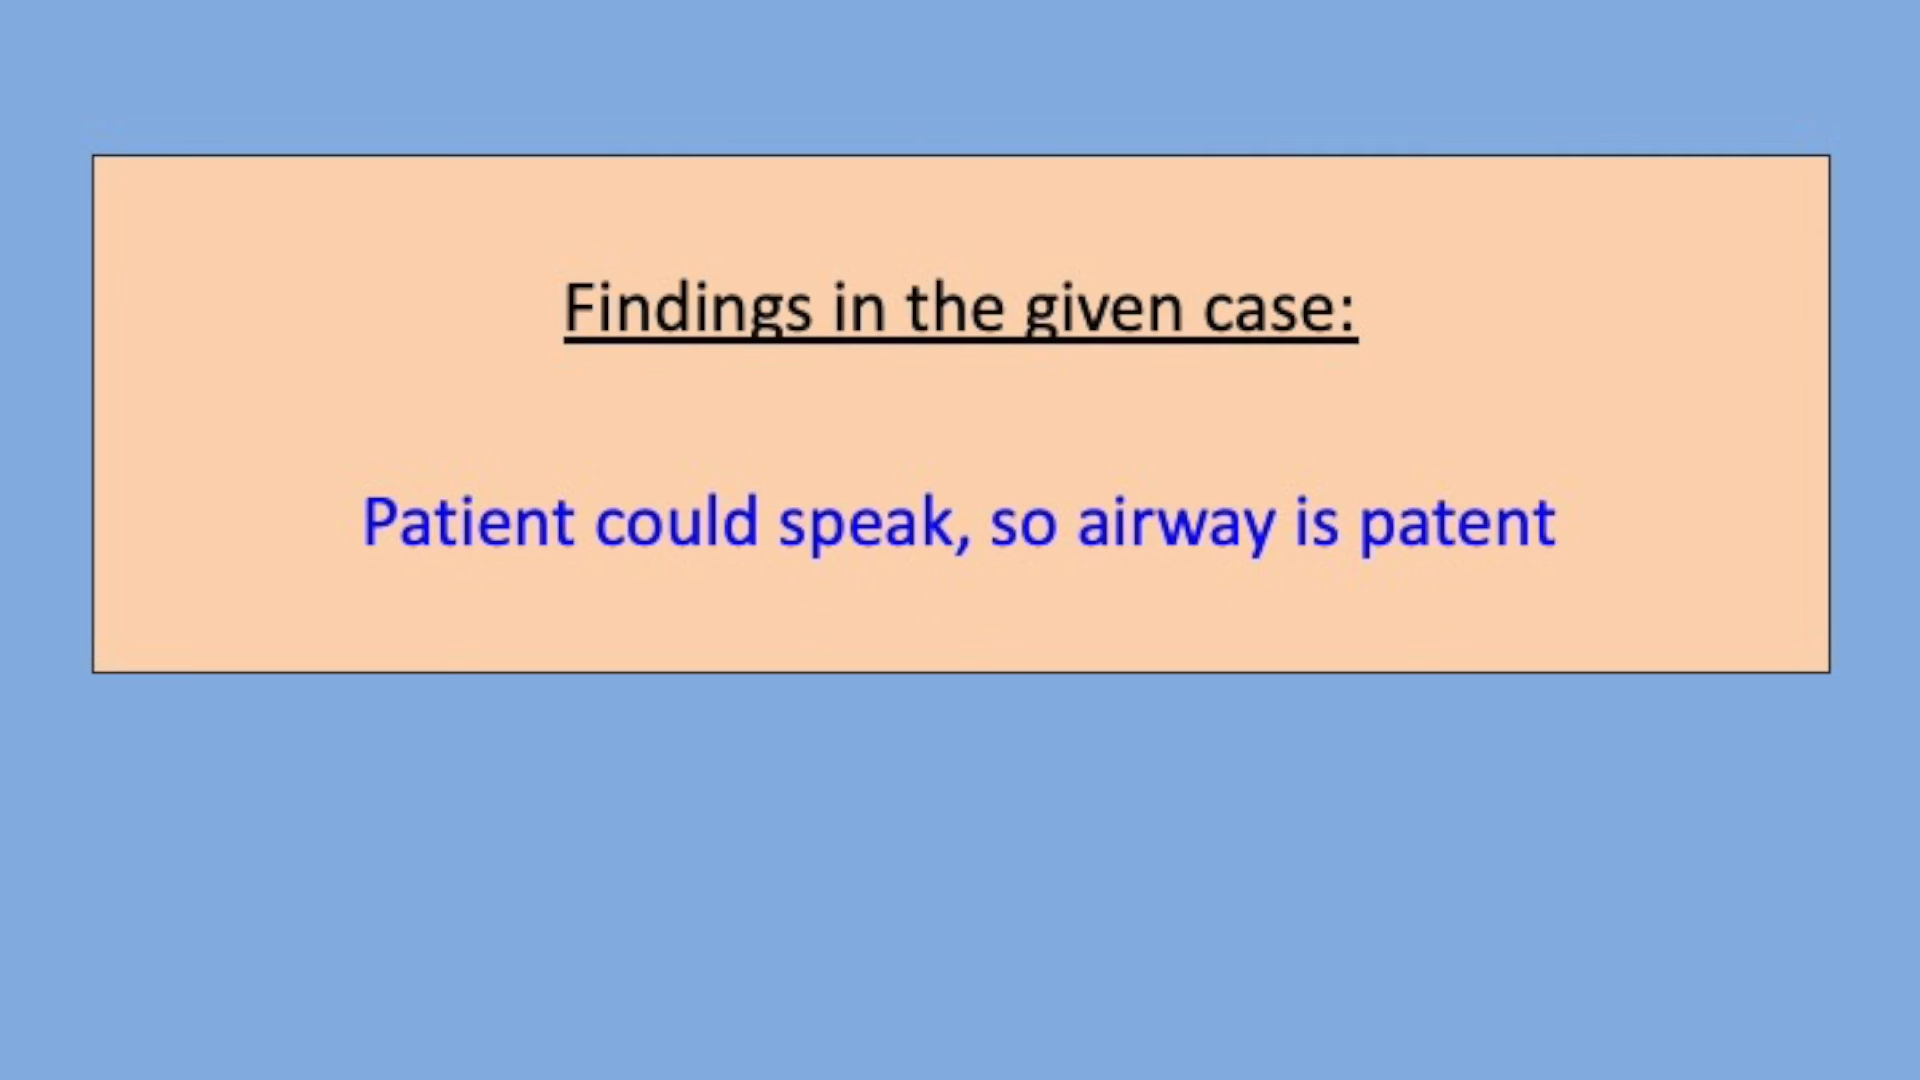 Findings in the given case:
Patient could speak, so airway is patent